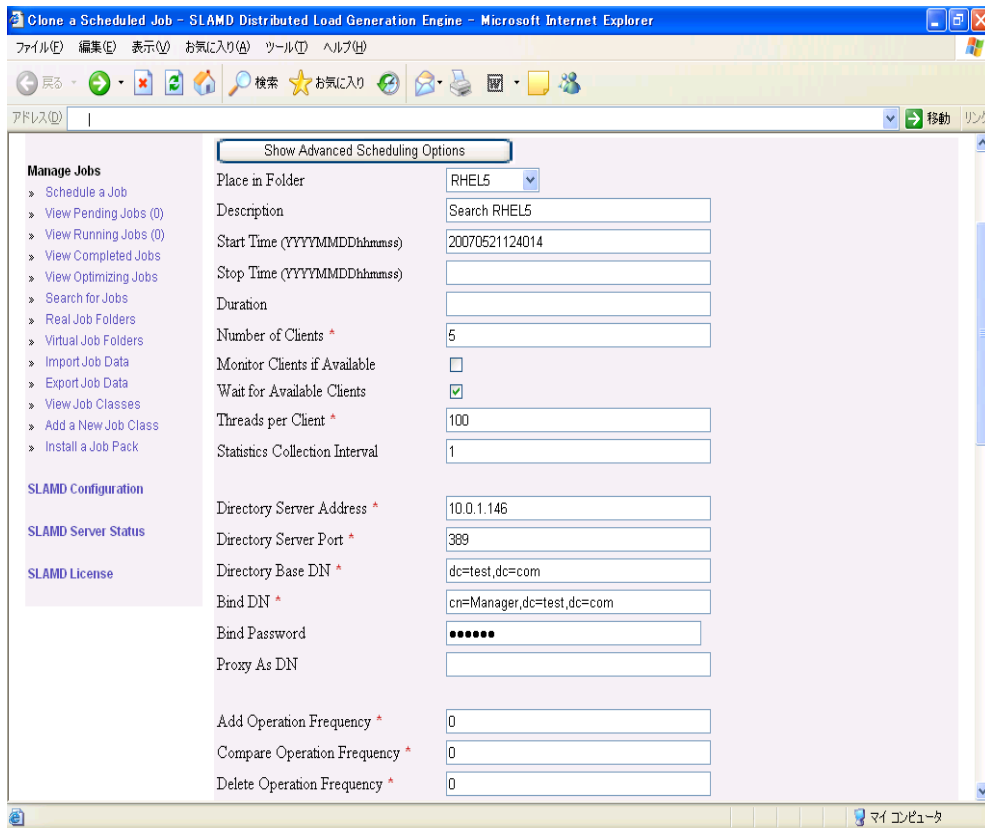 Clone a Scheduled Job - SLAMD Distributed Load Generation Engine - Microsoft Internet Explorer
ファイル(F) 編集(E) 表示(V) お気に入り(A) ツール(T) ヘルプ(H)
戻る 検索 お気に入り
アドレス(D) 移動 リンク
Show Advanced Scheduling Options
Manage Jobs
» Schedule a Job
» View Pending Jobs (0)
» View Running Jobs (0)
» View Completed Jobs
» View Optimizing Jobs
» Search for Jobs
» Real Job Folders
» Virtual Job Folders
» Import Job Data
» Export Job Data
» View Job Classes
» Add a New Job Class
» Install a Job Pack
SLAMD Configuration
SLAMD Server Status
SLAMD License
Place in Folder RHEL5
Description Search RHEL5
Start Time (YYYYMMDDhhmmss) 20070521124014
Stop Time (YYYYMMDDhhmmss)
Duration
Number of Clients * 5
Monitor Clients if Available
Wait for Available Clients
Threads per Client * 100
Statistics Collection Interval 1
Directory Server Address * 10.0.1.146
Directory Server Port * 389
Directory Base DN * dc=test,dc=com
Bind DN * cn=Manager,dc=test,dc=com
Bind Password ●●●●●●
Proxy As DN
Add Operation Frequency * 0
Compare Operation Frequency * 0
Delete Operation Frequency * 0
マイ コンピュータ